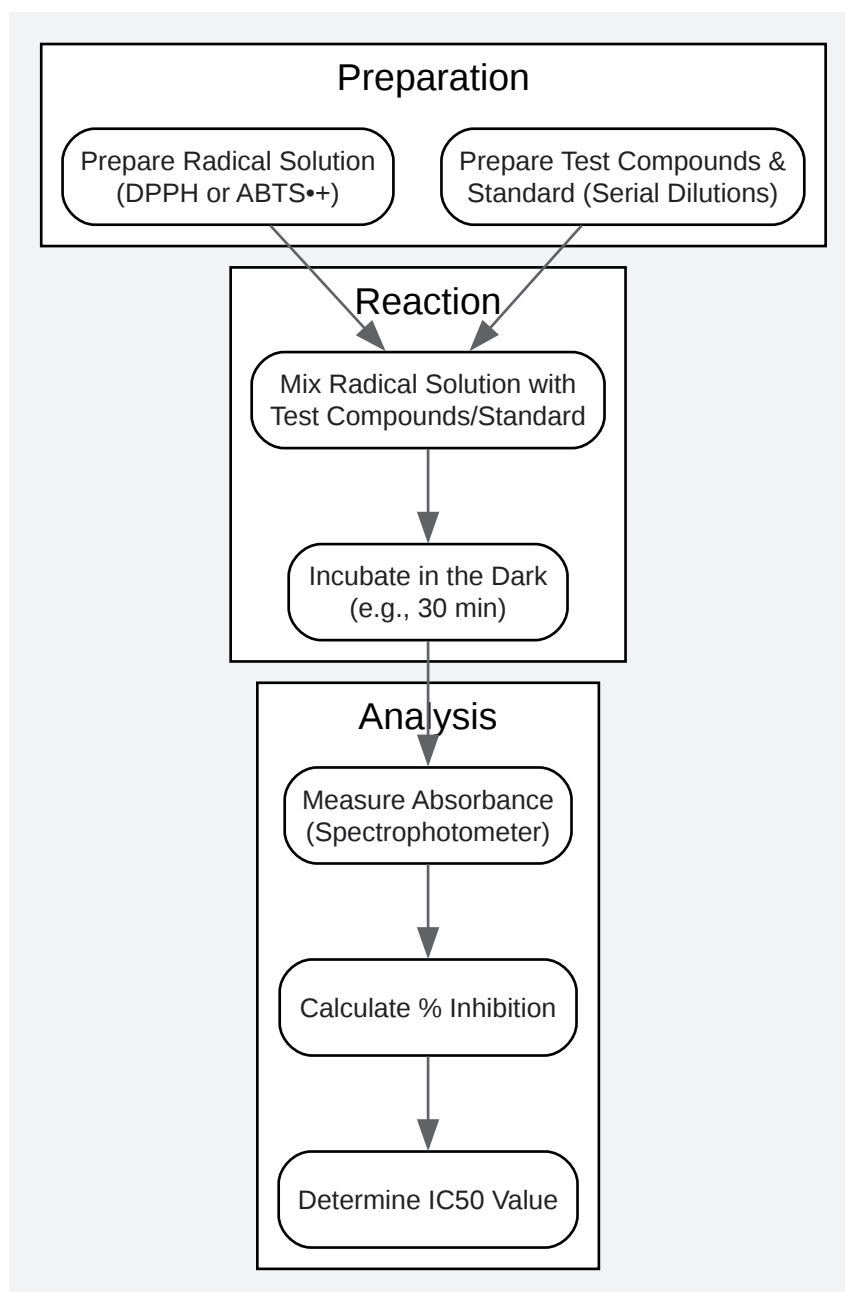 Preparation
Prepare Radical Solution
(DPPH or ABTS•+)
Prepare Test Compounds &
Standard (Serial Dilutions)
Reaction
Mix Radical Solution with
Test Compounds/Standard
Incubate in the Dark
(e.g., 30 min)
Analysis
Measure Absorbance
(Spectrophotometer)
Calculate % Inhibition
Determine IC50 Value